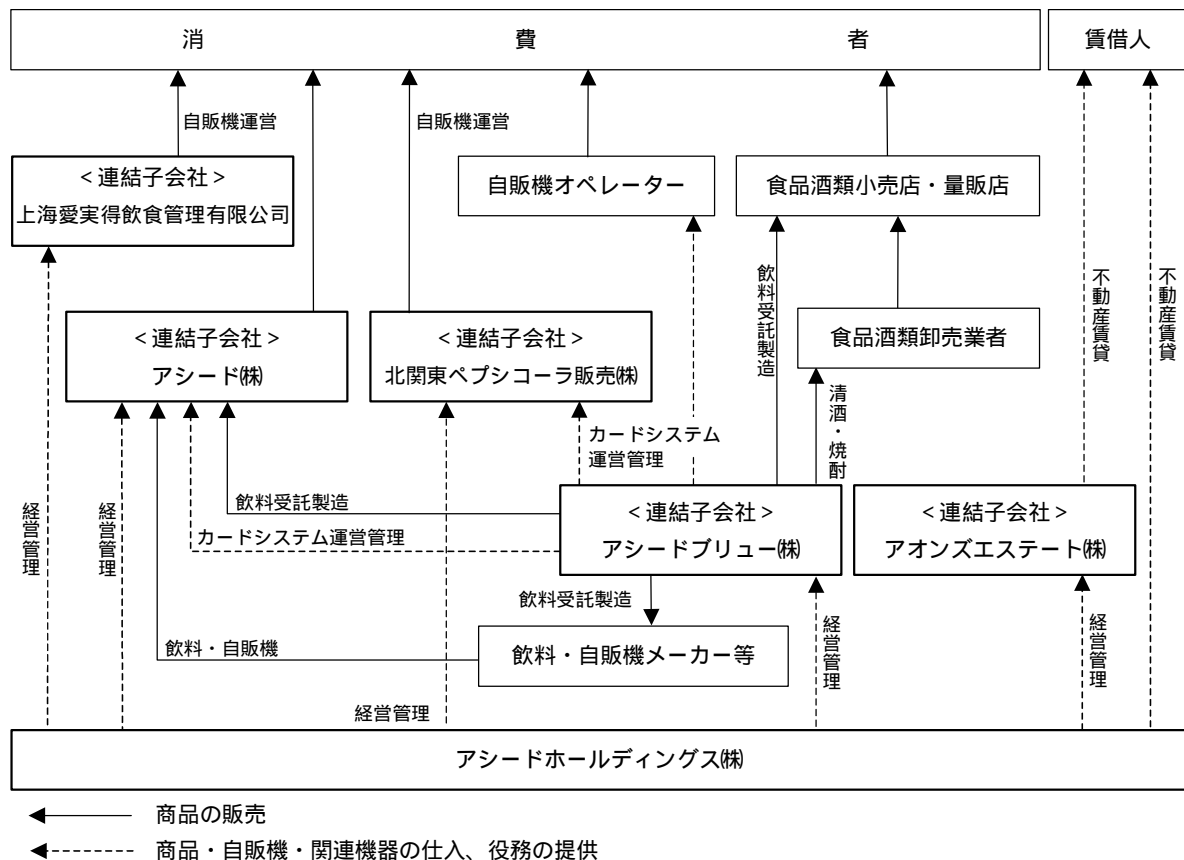 消費者
賃借人
自販機運営
自販機運営
＜連結子会社＞
上海愛実得飲食管理有限公司
自販機オペレーター
食品酒類小売店・量販店
飲料受託製造
不動産賃貸
不動産賃貸
＜連結子会社＞
アシード㈱
＜連結子会社＞
北関東ペプシコーラ販売㈱
食品酒類卸売業者
カードシステム
運営管理
清酒・焼酎
経営管理
経営管理
飲料受託製造
カードシステム運営管理
＜連結子会社＞
アシードブリュー㈱
＜連結子会社＞
アオンズエステート㈱
飲料受託製造
飲料・自販機
飲料・自販機メーカー等
経営管理
経営管理
経営管理
アシードホールディングス㈱
商品の販売
商品・自販機・関連機器の仕入、役務の提供